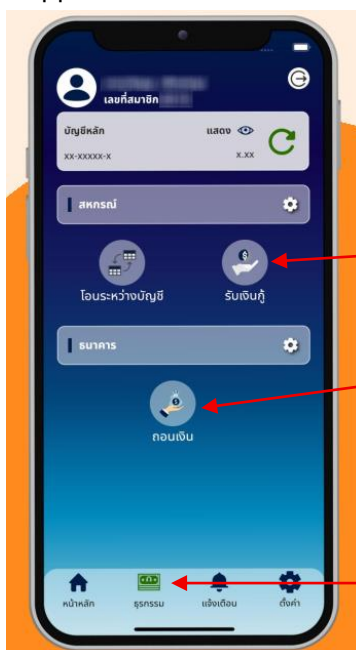 เลขที่สมาชิก
บัญชีหลัก แสดง
xx-xxxxx-x x.xx
สหกรณ์
โอนระหว่างบัญชี รับเงินกู้
ธนาคาร
ถอนเงิน
หน้าหลัก ธุรกรรม แจ้งเตือน ตั้งค่า